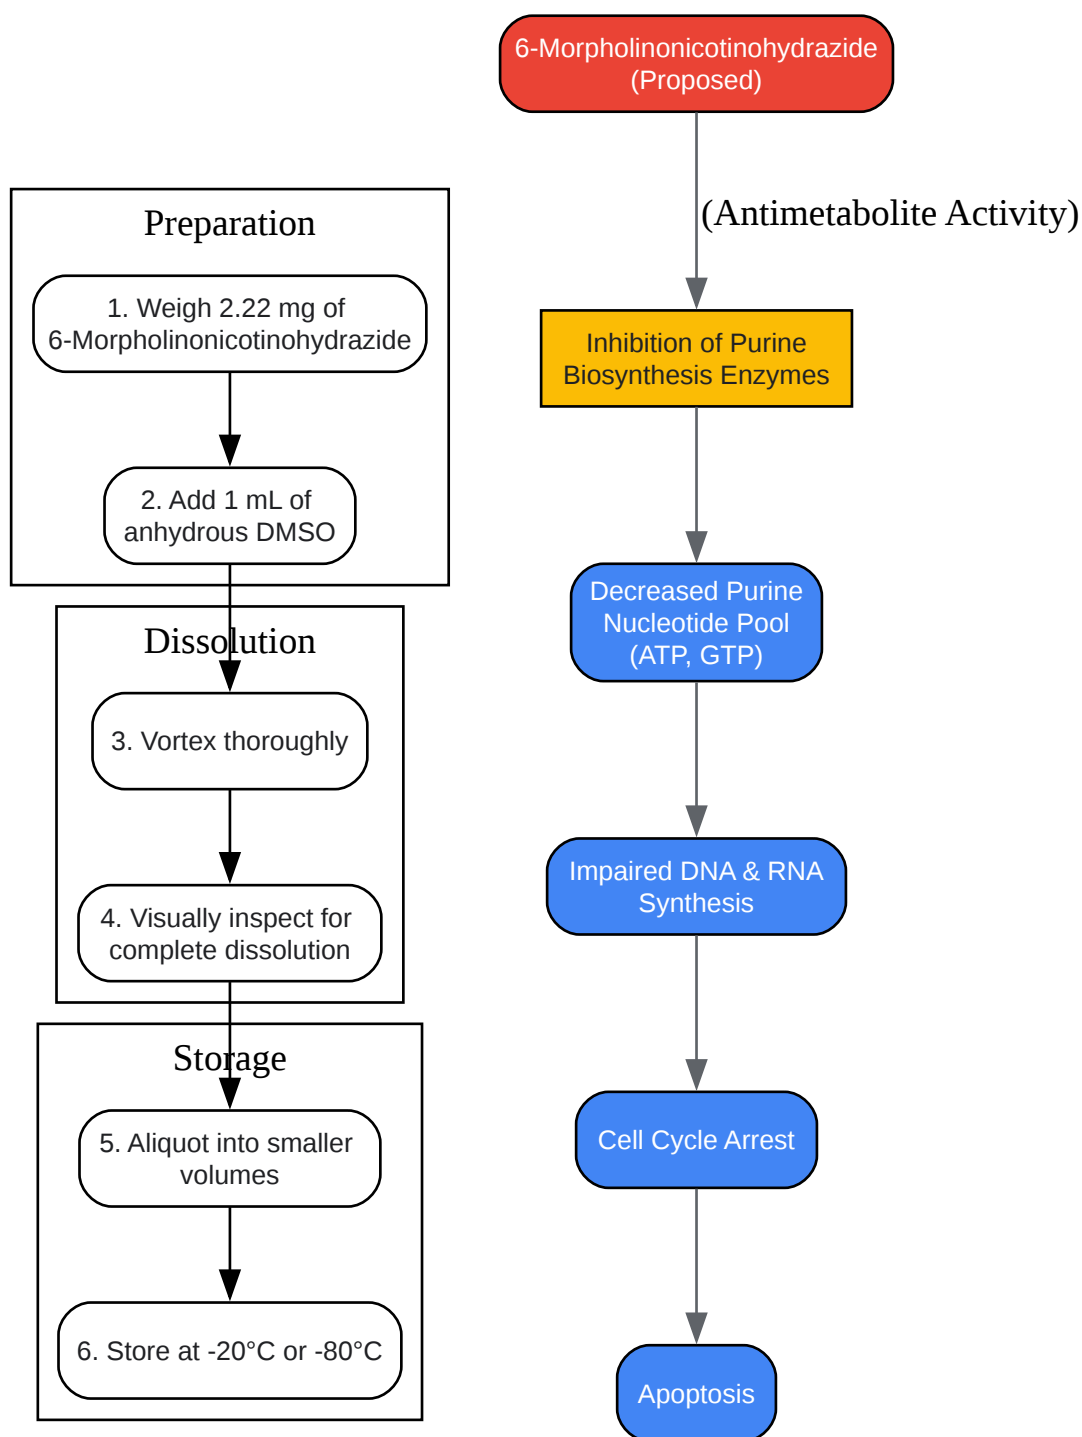 Preparation
1. Weigh 2.22 mg of
6-Morpholinonicotinohydrazide
2. Add 1 mL of
anhydrous DMSO
Dissolution
3. Vortex thoroughly
4. Visually inspect for
complete dissolution
Storage
5. Aliquot into smaller
volumes
6. Store at -20°C or -80°C
6-Morpholinonicotinohydrazide
(Proposed)
(Antimetabolite Activity)
Inhibition of Purine
Biosynthesis Enzymes
Decreased Purine
Nucleotide Pool
(ATP, GTP)
Impaired DNA & RNA
Synthesis
Cell Cycle Arrest
Apoptosis